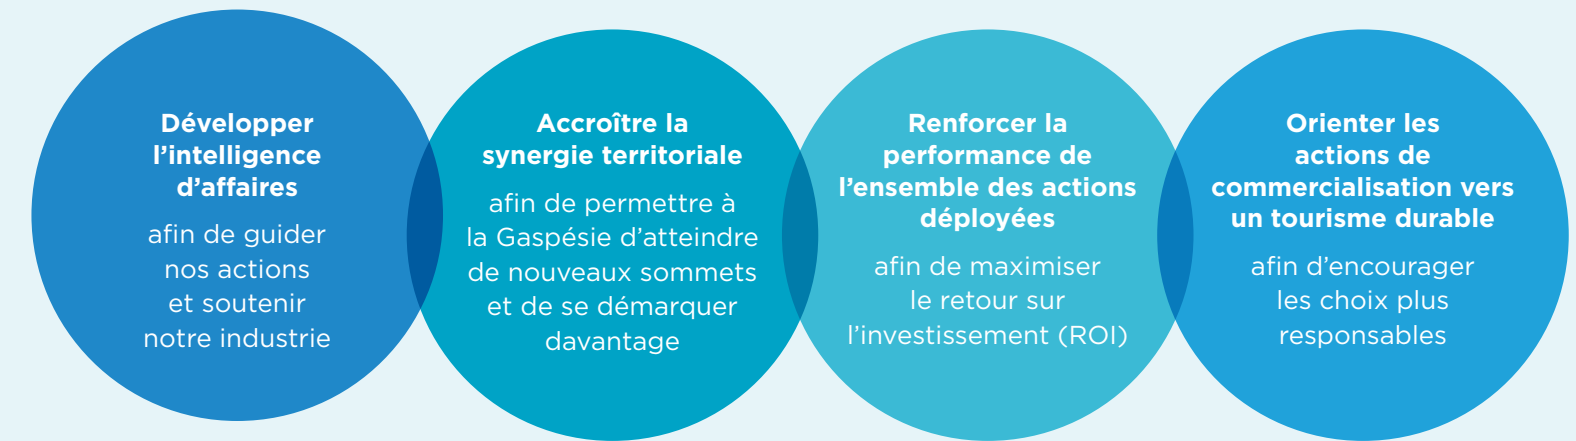 Développer
l’intelligence
d’affaires
afin de guider
nos actions
et soutenir
notre industrie
Accroître la
synergie territoriale
afin de permettre à
la Gaspésie d’atteindre
de nouveaux sommets
et de se démarquer
davantage
Renforcer la
performance de
l’ensemble des actions
déployées
afin de maximiser
le retour sur
l’investissement (ROI)
Orienter les
actions de
commercialisation vers
un tourisme durable
afin d’encourager
les choix plus
responsables